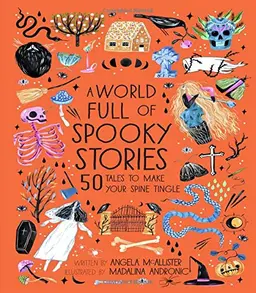 A WORLD
FULL OF
SPOOKY
STORIES
50 TALES TO MAKE
YOUR SPINE TINGLE
WRITTEN BY ANGELA McALLISTER
ILLUSTRATED BY MADALINA ANDRONIC